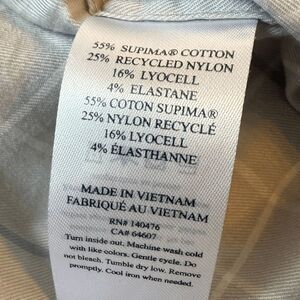 55% SUPIMA® COTTON
25% RECYCLED NYLON
16% LYOCELL
4% ELASTANE
55% COTON SUPIMA®
25% NYLON RECYCLÉ
16% LYOCELL
4% ÉLASTHANNE
MADE IN VIETNAM
FABRIQUÉ AU VIETNAM
RN# 140476
CA# 64607
Turn inside out. Machine wash cold
with like colors. Gentle cycle. Do
not bleach. Tumble dry low. Remove
promptly. Cool iron when needed.